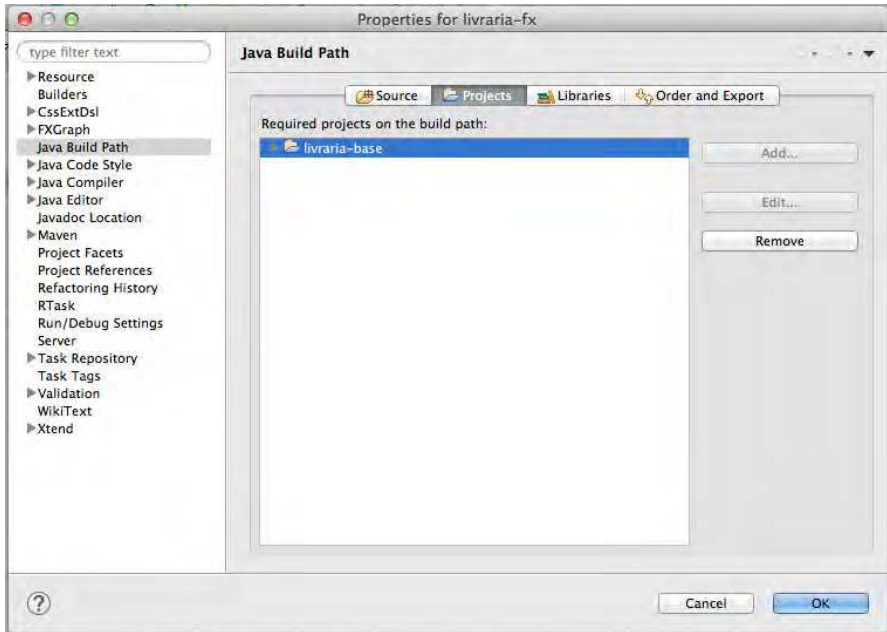 Properties for livraria-fx
type filter text
Resource
Builders
CssExtDsl
FXGraph
Java Build Path
Java Code Style
Java Compiler
Java Editor
Javadoc Location
Maven
Project Facets
Project References
Refactoring History
RTask
Run/Debug Settings
Server
Task Repository
Task Tags
Validation
WikiText
Xtend
Java Build Path
Source Projects Libraries Order and Export
Required projects on the build path:
livraria-base
Add...
Edit...
Remove
?
Cancel OK